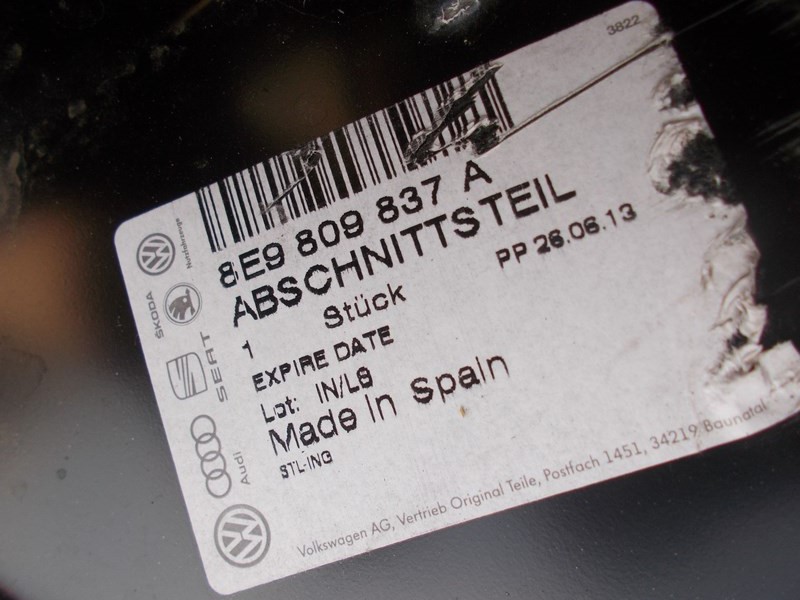 3822
8E9 809 837 A
ABSCHNITTSTEIL
PP 26.06.13
1 Stück
EXPIRE DATE
Lot: IN/LS
Made in Spain
STL-ING
Volkswagen AG, Vertrieb Original Teile, Postfach 1451, 34219 Baunatal
Nutzfahrzeuge
ŠKODA
SEAT
Audi